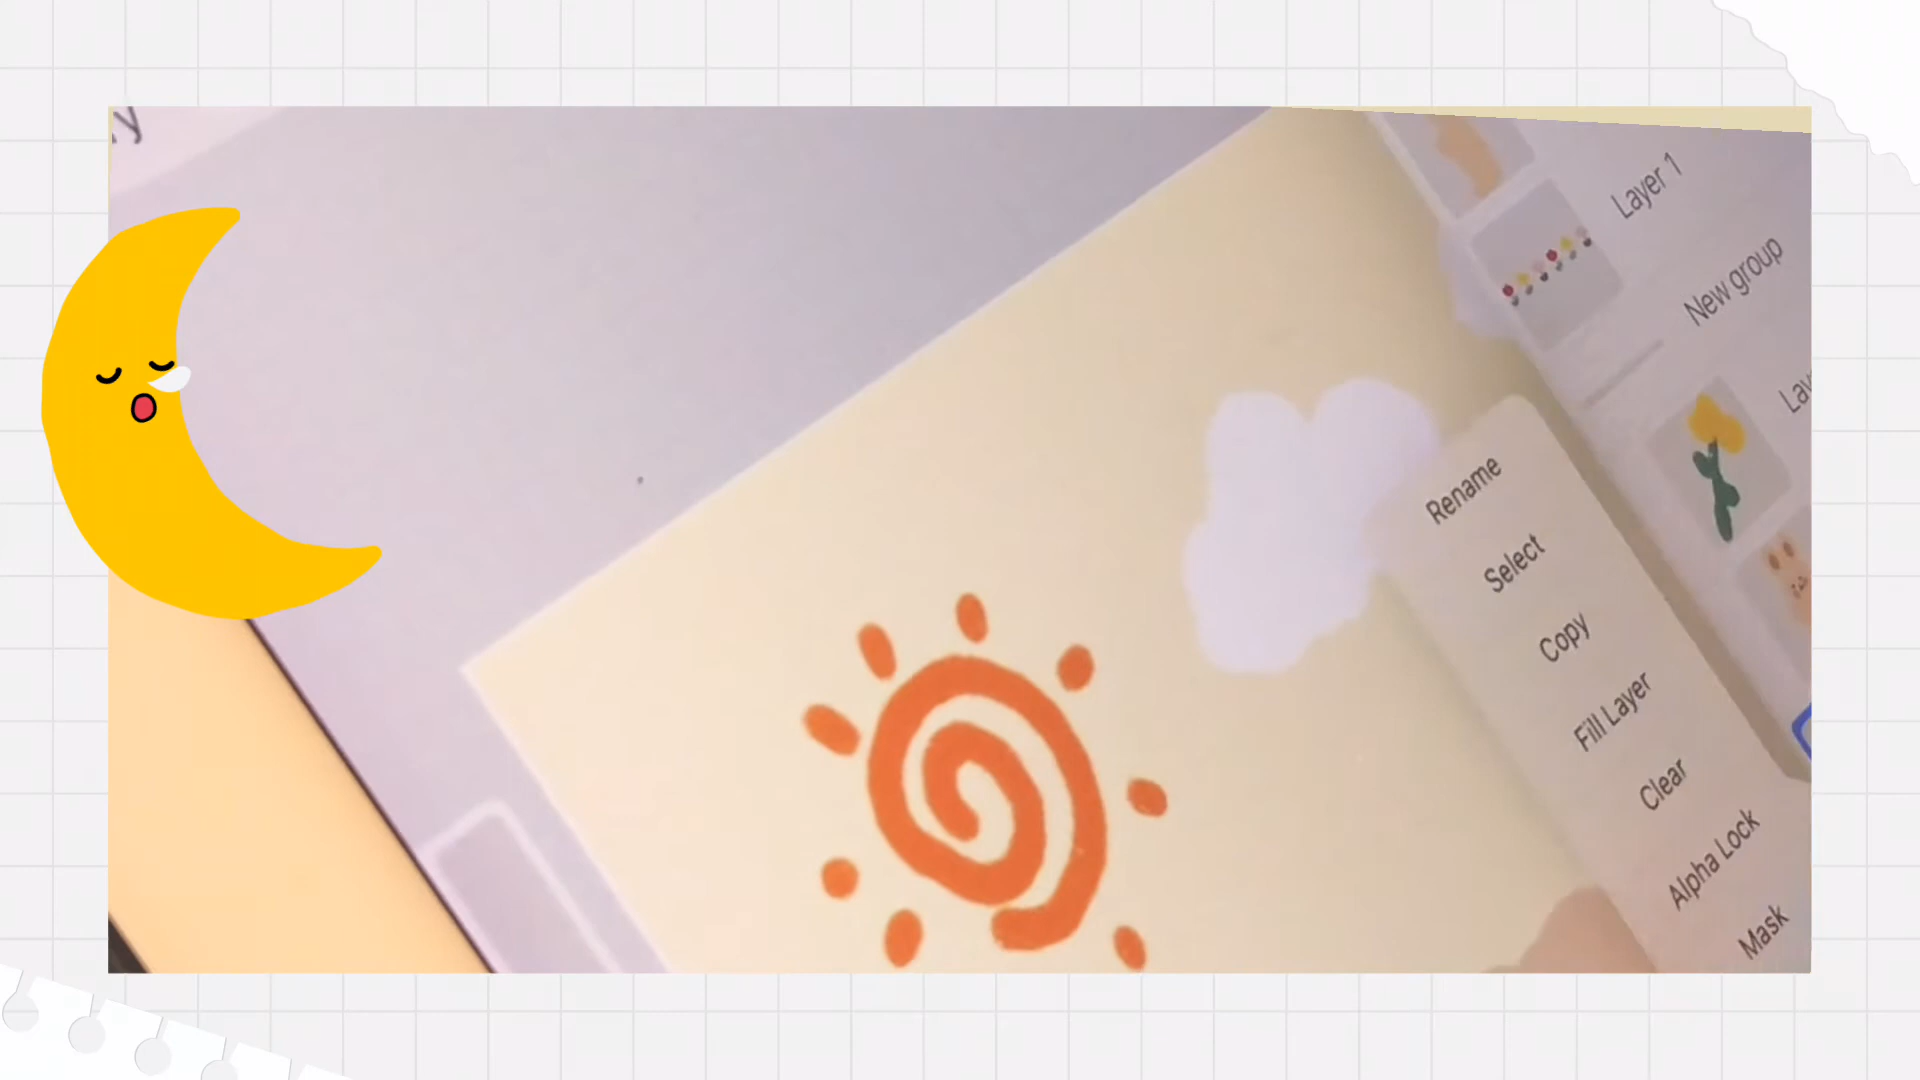 Layer 1
New group
Rename
Select
Copy
Fill Layer
Clear
Alpha Lock
Mask